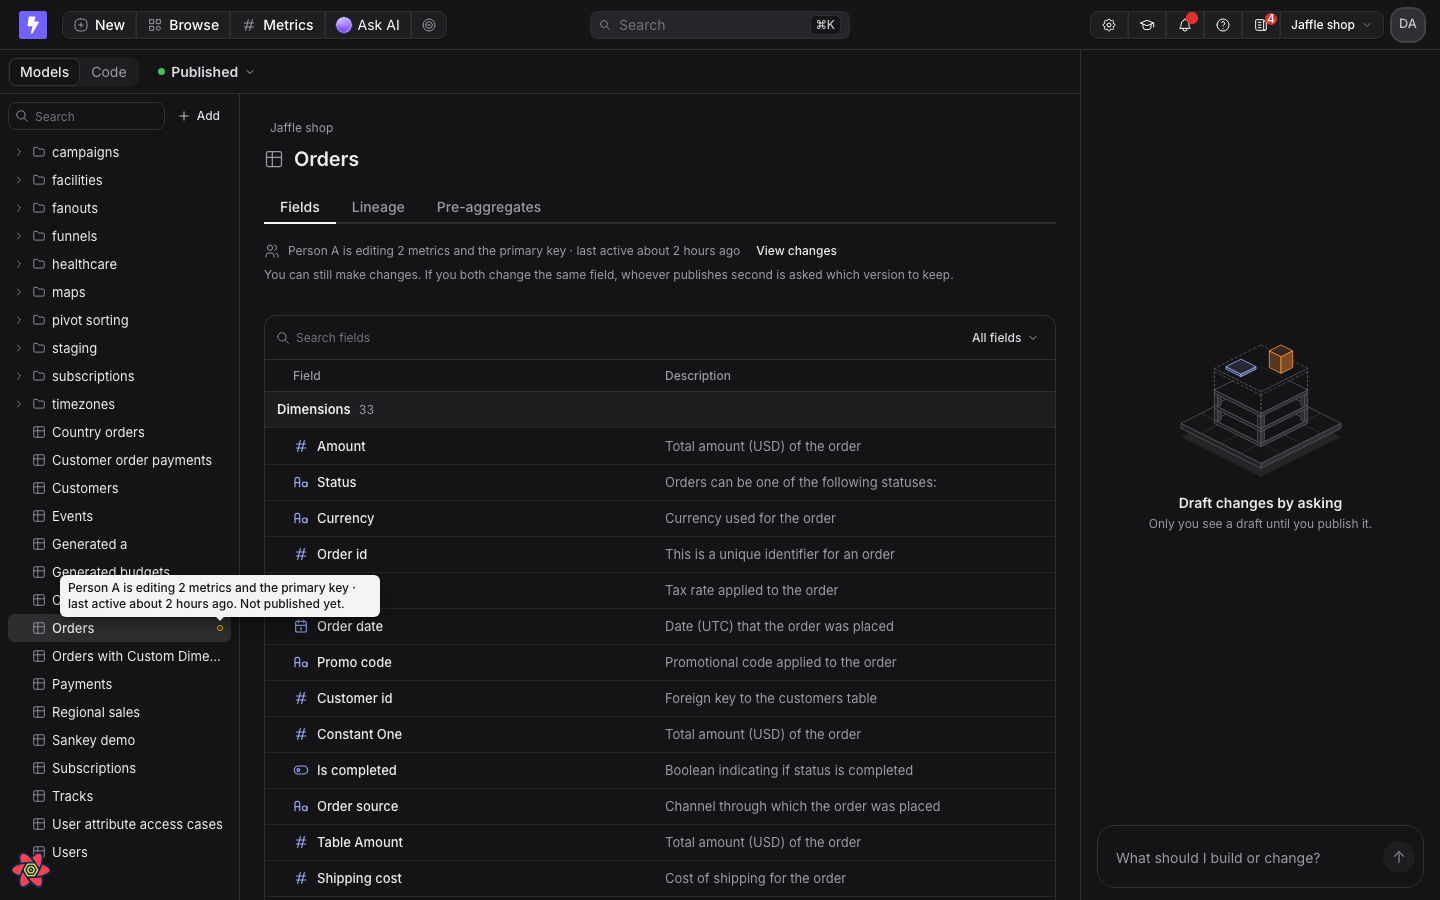 New
Browse
Metrics
Ask AI
Search
⌘K
4
Jaffle shop
DA
Models
Code
Published
Search
Add
campaigns
facilities
fanouts
funnels
healthcare
maps
pivot sorting
staging
subscriptions
timezones
Country orders
Customer order payments
Customers
Events
Generated a
Generated budgets
Person A is editing 2 metrics and the primary key ·
last active about 2 hours ago. Not published yet.
Orders
Orders with Custom Dime...
Payments
Regional sales
Sankey demo
Subscriptions
Tracks
User attribute access cases
Users
Jaffle shop
Orders
Fields
Lineage
Pre-aggregates
Person A is editing 2 metrics and the primary key · last active about 2 hours ago View changes
You can still make changes. If you both change the same field, whoever publishes second is asked which version to keep.
Search fields
All fields
Field Description
Dimensions 33
Amount Total amount (USD) of the order
Status Orders can be one of the following statuses:
Currency Currency used for the order
Order id This is a unique identifier for an order
Tax rate applied to the order
Order date Date (UTC) that the order was placed
Promo code Promotional code applied to the order
Customer id Foreign key to the customers table
Constant One Total amount (USD) of the order
Is completed Boolean indicating if status is completed
Order source Channel through which the order was placed
Table Amount Total amount (USD) of the order
Shipping cost Cost of shipping for the order
Draft changes by asking
Only you see a draft until you publish it.
What should I build or change?